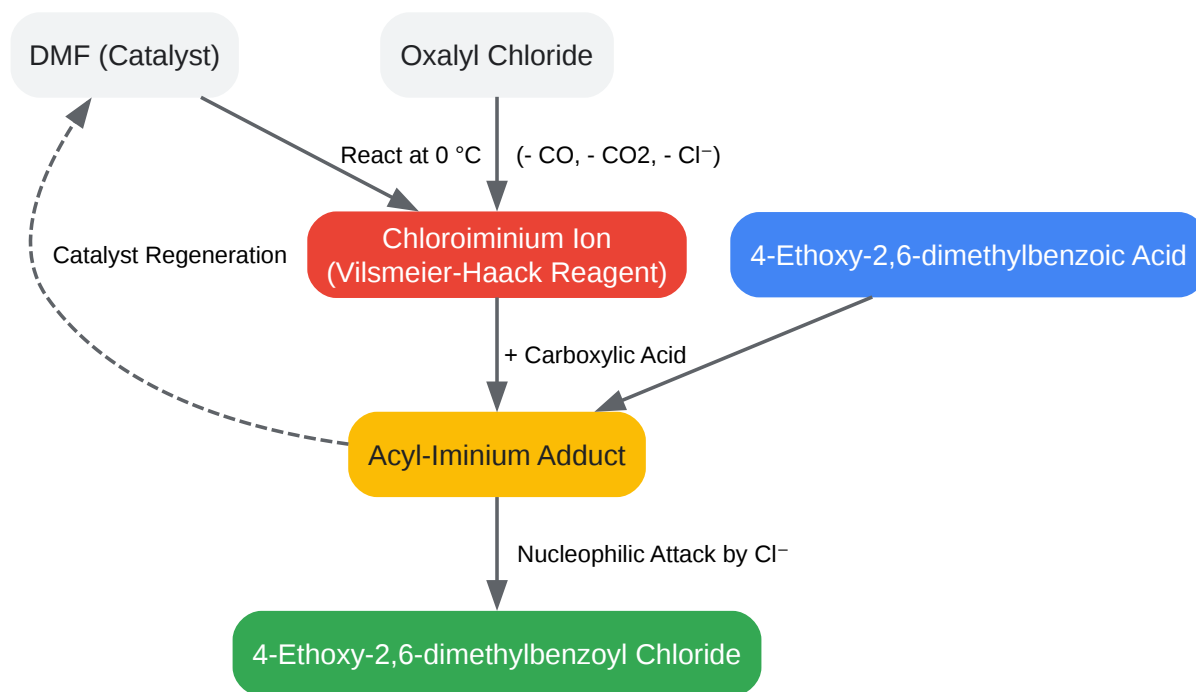 DMF (Catalyst)
Oxalyl Chloride
React at 0 °C
(- CO, - CO2, - Cl⁻)
Chloroiminium Ion
(Vilsmeier-Haack Reagent)
4-Ethoxy-2,6-dimethylbenzoic Acid
Catalyst Regeneration
+ Carboxylic Acid
Acyl-Iminium Adduct
Nucleophilic Attack by Cl⁻
4-Ethoxy-2,6-dimethylbenzoyl Chloride